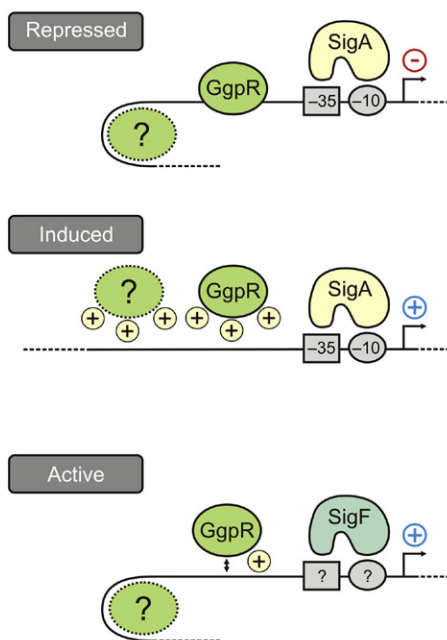 Repressed
SigA
GgpR
−
?
−35
−10
Induced
?
GgpR
SigA
+
+ + + + + +
−35
−10
Active
GgpR
SigF
+
+
?
?
?